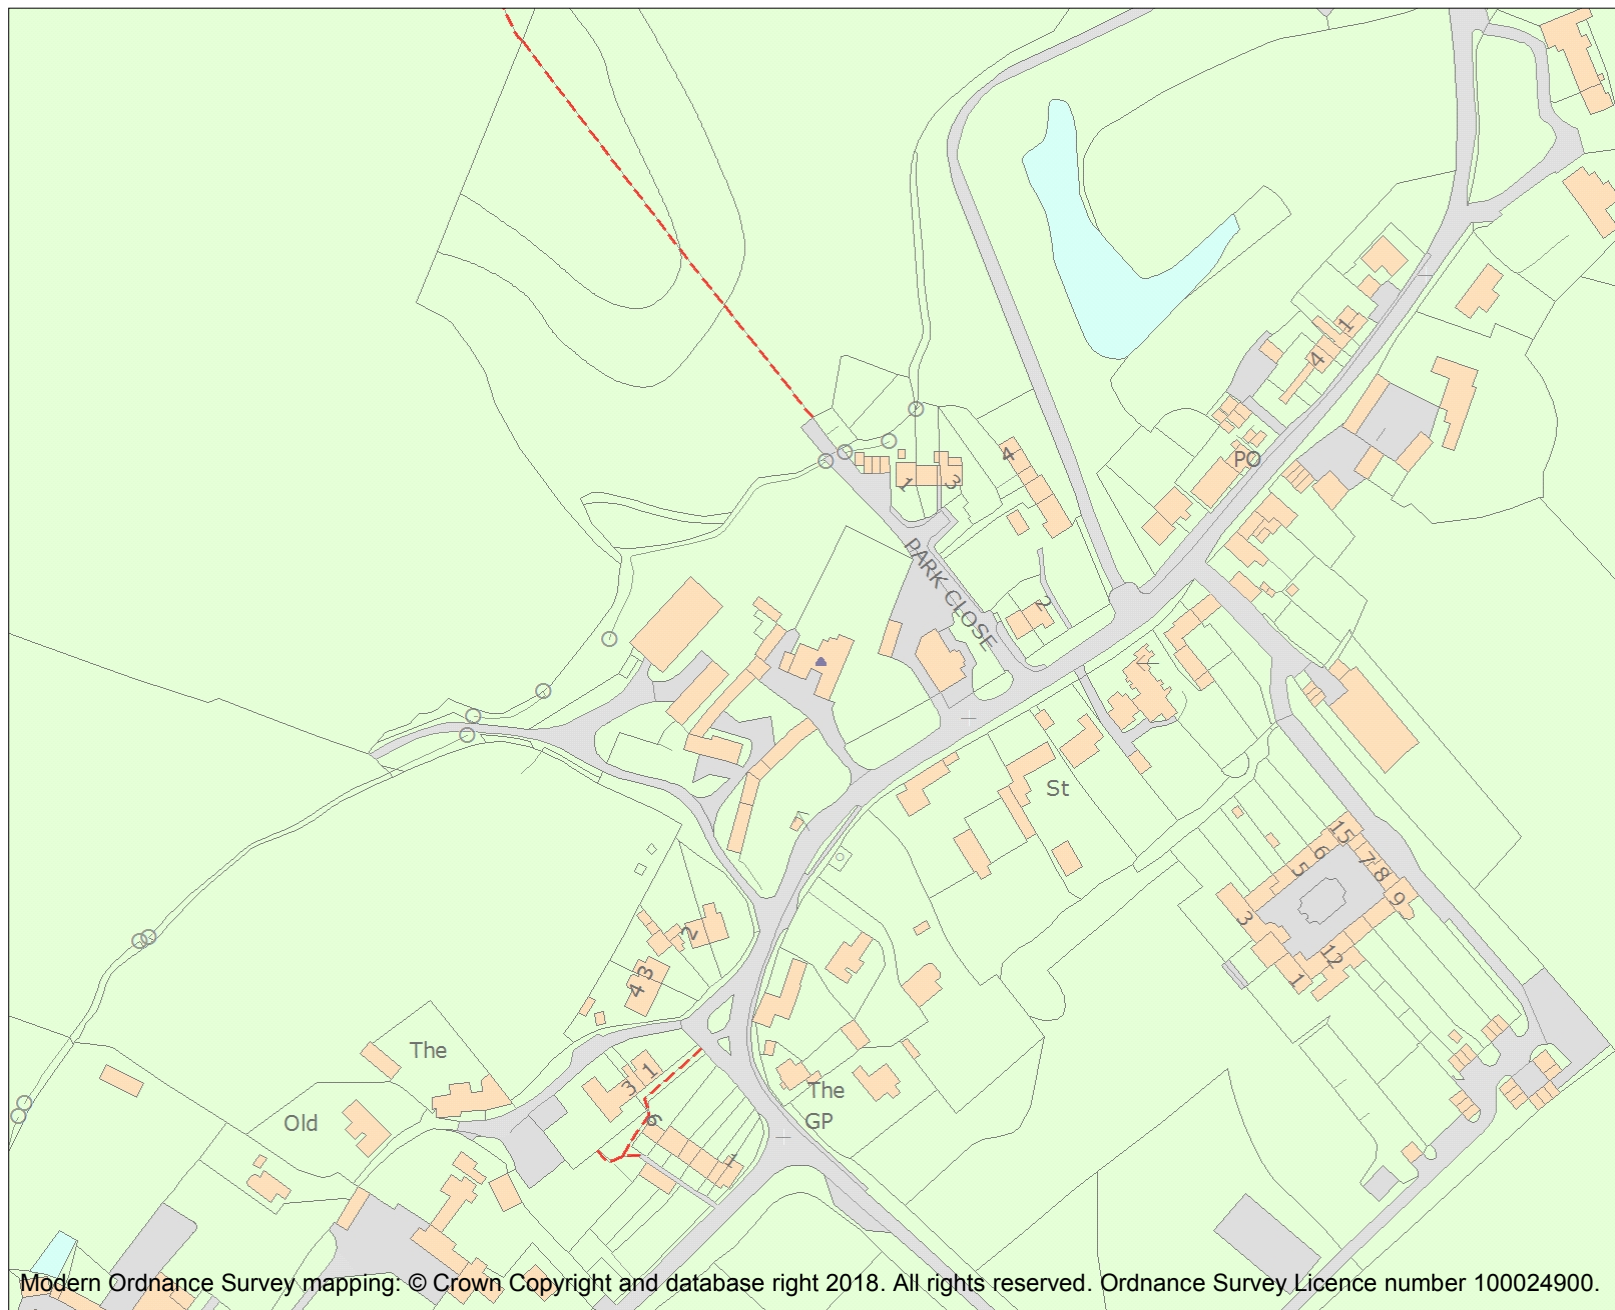 1
4
PO
4
1
3
PARK CLOSE
2
St
15
6
7
5
8
9
3
12
1
2
3
4
The
1
3
The
GP
Old
6
1
Modern Ordnance Survey mapping: © Crown Copyright and database right 2018. All rights reserved. Ordnance Survey Licence number 100024900.